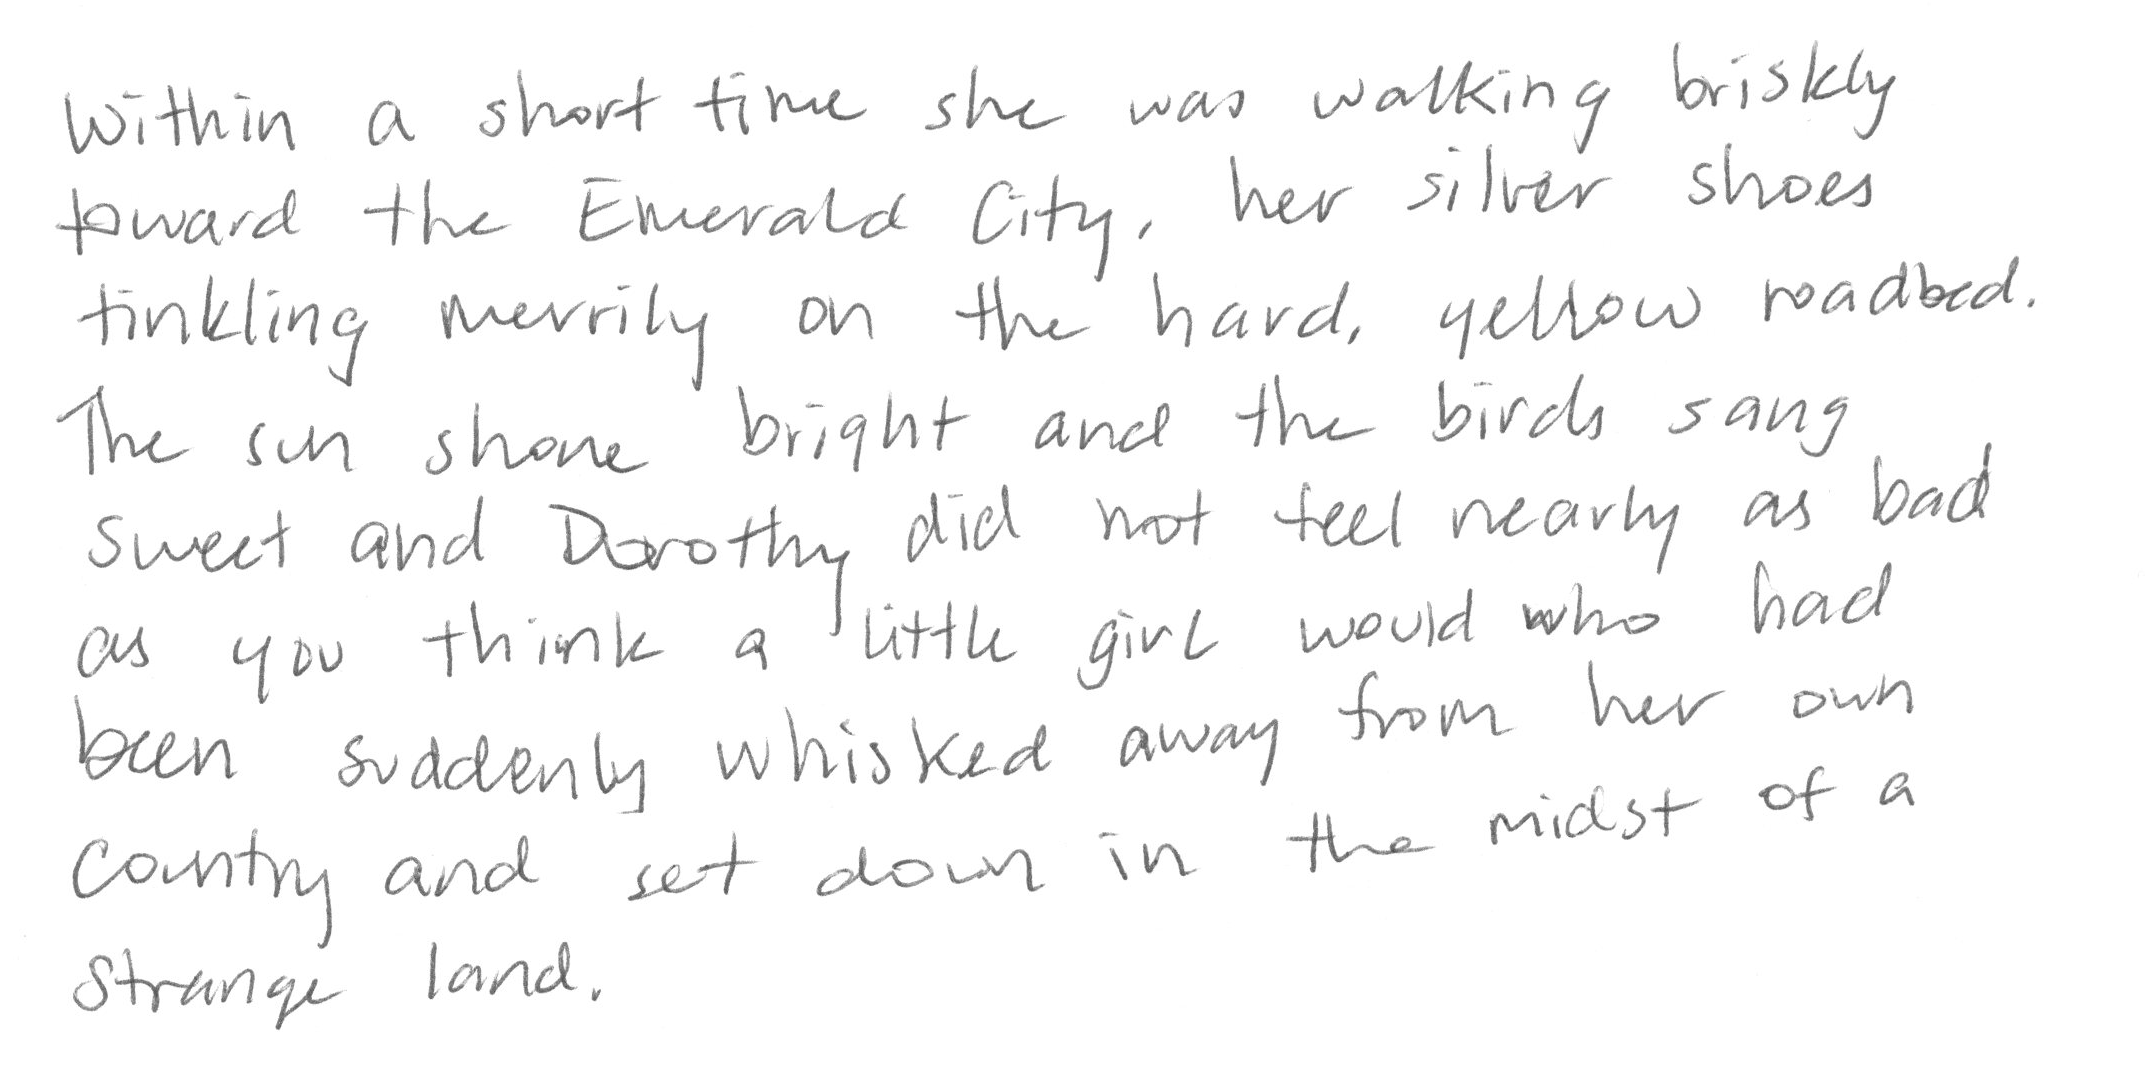 Within a short time she was walking briskly
toward the Emerald City, her silver shoes
tinkling merrily on the hard, yellow roadbed.
The sun shone bright and the birds sang
sweet and Dorothy did not feel nearly as bad
as you think a little girl would who had
been suddenly whisked away from her own
country and set down in the midst of a
strange land.